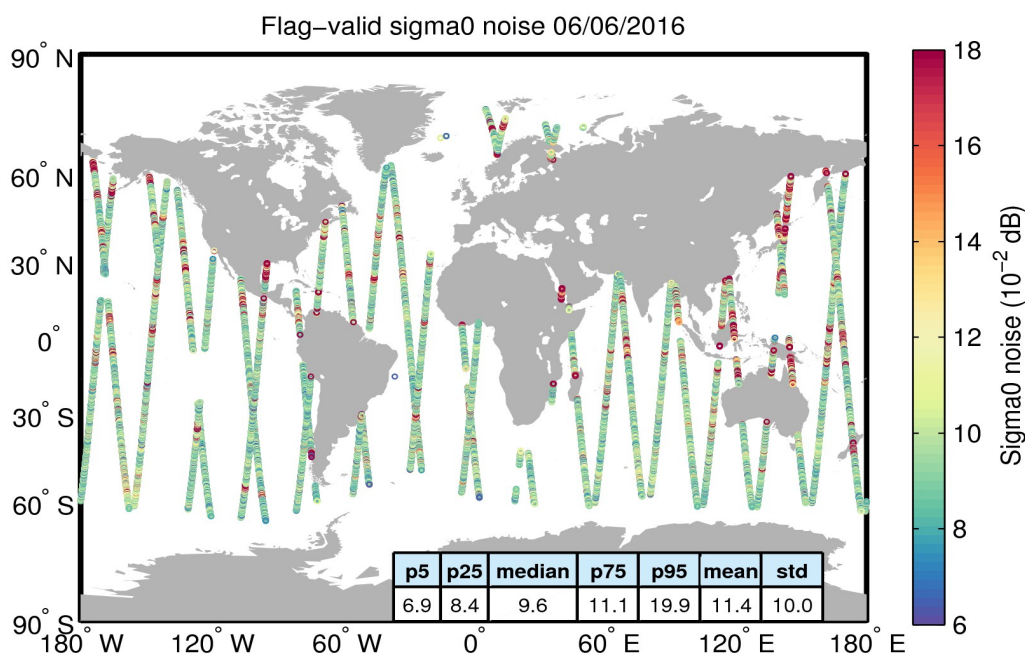 Flag−valid sigma0 noise 06/06/2016
90° N
60° N
30° N
0°
30° S
60° S
90° S
180° W
120° W
60° W
0°
60° E
120° E
180° E
p5 p25 median p75 p95 mean std
6.9 8.4 9.6 11.1 19.9 11.4 10.0
18
16
14
12
10
8
6
Sigma0 noise (10⁻² dB)